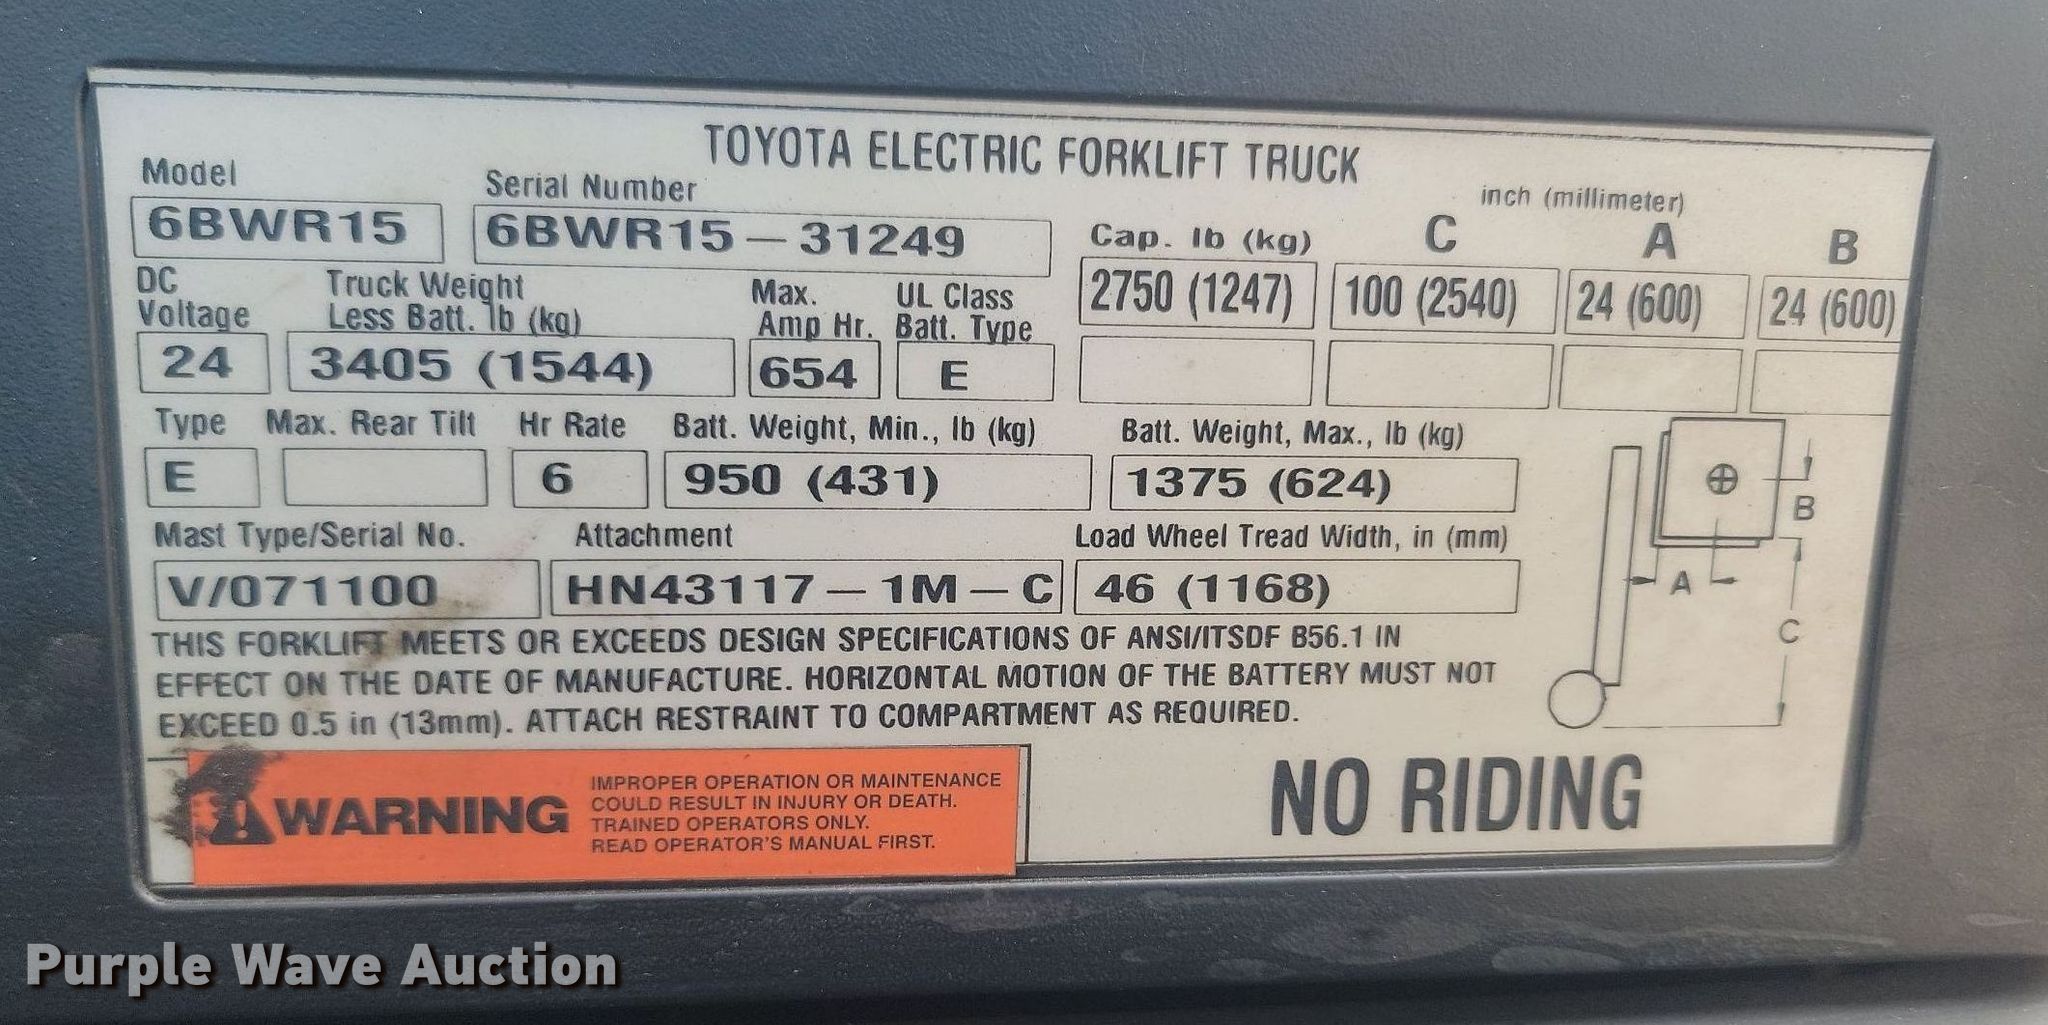 TOYOTA ELECTRIC FORKLIFT TRUCK
Model
Serial Number
inch (millimeter)
6BWR15
6BWR15-31249
Cap. lb (kg)
C
A
B
2750 (1247)
100 (2540)
24 (600)
24 (600)
DC
Voltage
Truck Weight
Less Batt. lb (kg)
Max.
Amp Hr.
UL Class
Batt. Type
24
3405 (1544)
654
E
Type
Max. Rear Tilt
Hr Rate
Batt. Weight, Min., lb (kg)
Batt. Weight, Max., lb (kg)
E
6
950 (431)
1375 (624)
Mast Type/Serial No.
Attachment
Load Wheel Tread Width, in (mm)
V/071100
HN43117-1M-C
46 (1168)
B
A
C
THIS FORKLIFT MEETS OR EXCEEDS DESIGN SPECIFICATIONS OF ANSI/ITSDF B56.1 IN
EFFECT ON THE DATE OF MANUFACTURE. HORIZONTAL MOTION OF THE BATTERY MUST NOT
EXCEED 0.5 in (13mm). ATTACH RESTRAINT TO COMPARTMENT AS REQUIRED.
WARNING
IMPROPER OPERATION OR MAINTENANCE
COULD RESULT IN INJURY OR DEATH.
TRAINED OPERATORS ONLY.
READ OPERATOR'S MANUAL FIRST.
NO RIDING
Purple Wave Auction